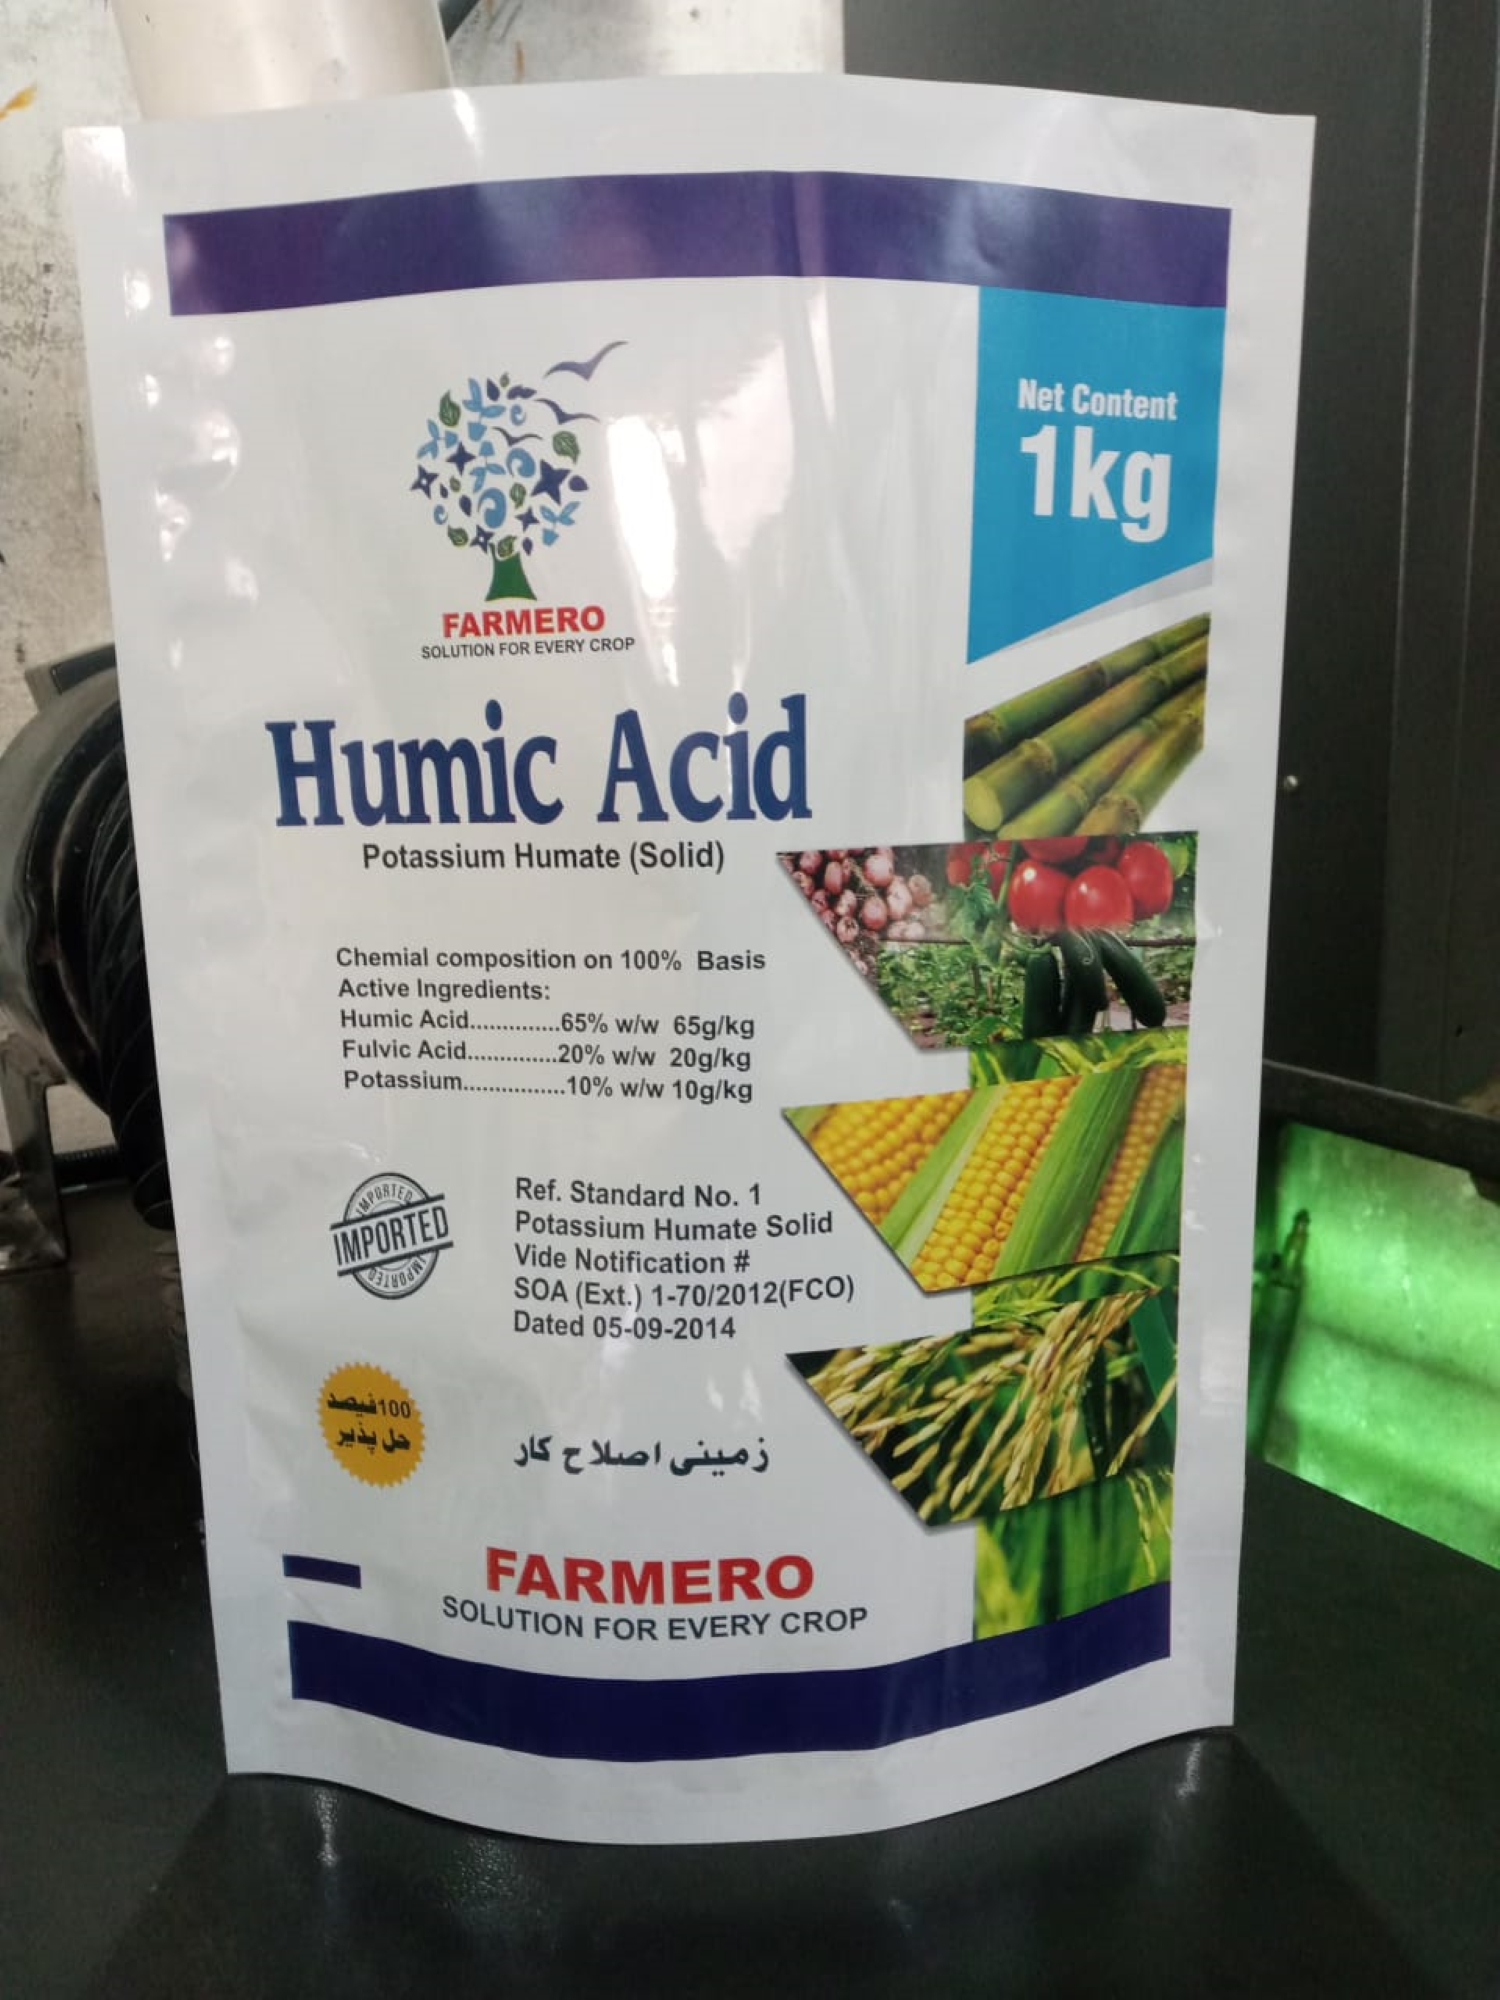 Net Content
1kg
FARMERO
SOLUTION FOR EVERY CROP
Humic Acid
Potassium Humate (Solid)
Chemial composition on 100% Basis
Active Ingredients:
Humic Acid..............65% w/w 65g/kg
Fulvic Acid..............20% w/w 20g/kg
Potassium................10% w/w 10g/kg
IMPORTED
IMPORTED
IMPORTED
Ref. Standard No. 1
Potassium Humate Solid
Vide Notification #
SOA (Ext.) 1-70/2012(FCO)
Dated 05-09-2014
100فیصد
حل پذیر
زمینی اصلاح کار
FARMERO
SOLUTION FOR EVERY CROP